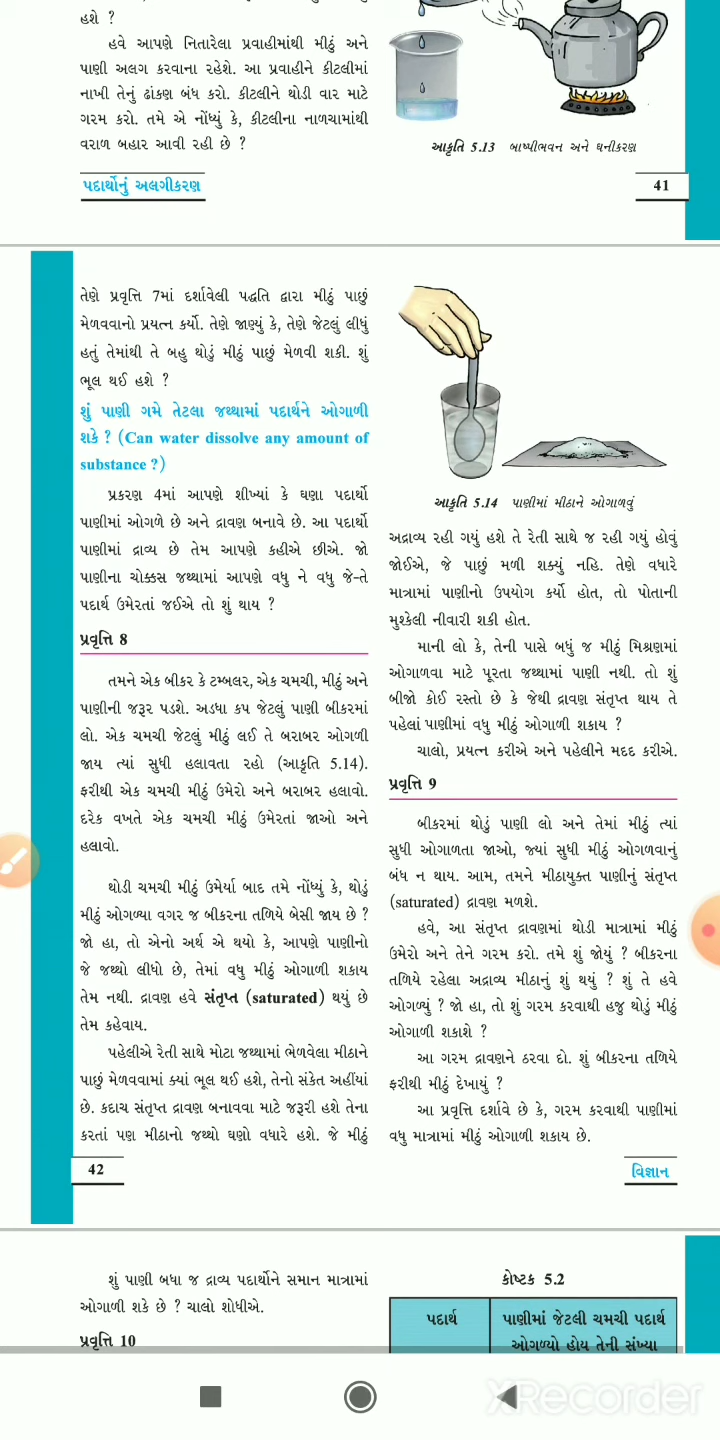 હશે ?
હવે આપણે નિતારેલા પ્રવાહીમાંથી મીઠું અને
પાણી અલગ કરવાના રહેશે. આ પ્રવાહીને કીટલીમાં
નાખી તેનું ઢાંકણ બંધ કરો. કીટલીને થોડી વાર માટે
ગરમ કરો. તમે એ નોંધ્યું કે, કીટલીના નાળચામાંથી
વરાળ બહાર આવી રહી છે ?
આકૃતિ 5.13 બાષ્પીભવન અને ઘનીકરણ
પદાર્થોનું અલગીકરણ
41
તેણે પ્રવૃત્તિ 7માં દર્શાવેલી પદ્ધતિ દ્વારા મીઠું પાછું
મેળવવાનો પ્રયત્ન કર્યો. તેણે જાણ્યું કે, તેણે જેટલું લીધું
હતું તેમાંથી તે બહુ થોડું મીઠું પાછું મેળવી શકી. શું
ભૂલ થઈ હશે ?
શું પાણી ગમે તેટલા જથ્થામાં પદાર્થને ઓગાળી
શકે ? (Can water dissolve any amount of
substance ?)
પ્રકરણ 4માં આપણે શીખ્યાં કે ઘણા પદાર્થો
પાણીમાં ઓગળે છે અને દ્રાવણ બનાવે છે. આ પદાર્થો
પાણીમાં દ્રાવ્ય છે તેમ આપણે કહીએ છીએ. જો
પાણીના ચોક્કસ જથ્થામાં આપણે વધુ ને વધુ જે-તે
પદાર્થ ઉમેરતાં જઈએ તો શું થાય ?
પ્રવૃત્તિ 8
તમને એક બીકર કે ટમ્બલર, એક ચમચી, મીઠું અને
પાણીની જરૂર પડશે. અડધા કપ જેટલું પાણી બીકરમાં
લો. એક ચમચી જેટલું મીઠું લઈ તે બરાબર ઓગળી
જાય ત્યાં સુધી હલાવતા રહો (આકૃતિ 5.14).
ફરીથી એક ચમચી મીઠું ઉમેરો અને બરાબર હલાવો.
દરેક વખતે એક ચમચી મીઠું ઉમેરતાં જાઓ અને
હલાવો.
થોડી ચમચી મીઠું ઉમેર્યા બાદ તમે નોંધ્યું કે, થોડું
મીઠું ઓગળ્યા વગર જ બીકરના તળિયે બેસી જાય છે ?
જો હા, તો એનો અર્થ એ થયો કે, આપણે પાણીનો
જે જથ્થો લીધો છે, તેમાં વધુ મીઠું ઓગાળી શકાય
તેમ નથી. દ્રાવણ હવે સંતૃપ્ત (saturated) થયું છે
તેમ કહેવાય.
પહેલીએ રેતી સાથે મોટા જથ્થામાં ભેળવેલા મીઠાને
પાછું મેળવવામાં ક્યાં ભૂલ થઈ હશે, તેનો સંકેત અહીંયાં
છે. કદાચ સંતૃપ્ત દ્રાવણ બનાવવા માટે જરૂરી હશે તેના
કરતાં પણ મીઠાનો જથ્થો ઘણો વધારે હશે. જે મીઠું
આકૃતિ 5.14 પાણીમાં મીઠાને ઓગાળવું
અદ્રાવ્ય રહી ગયું હશે તે રેતી સાથે જ રહી ગયું હોવું
જોઈએ, જે પાછું મળી શક્યું નહિ. તેણે વધારે
માત્રામાં પાણીનો ઉપયોગ કર્યો હોત, તો પોતાની
મુશ્કેલી નીવારી શકી હોત.
માની લો કે, તેની પાસે બધું જ મીઠું મિશ્રણમાં
ઓગાળવા માટે પૂરતા જથ્થામાં પાણી નથી. તો શું
બીજો કોઈ રસ્તો છે કે જેથી દ્રાવણ સંતૃપ્ત થાય તે
પહેલાં પાણીમાં વધુ મીઠું ઓગાળી શકાય ?
ચાલો, પ્રયત્ન કરીએ અને પહેલીને મદદ કરીએ.
પ્રવૃત્તિ 9
બીકરમાં થોડું પાણી લો અને તેમાં મીઠું ત્યાં
સુધી ઓગાળતા જાઓ, જ્યાં સુધી મીઠું ઓગળવાનું
બંધ ન થાય. આમ, તમને મીઠાયુક્ત પાણીનું સંતૃપ્ત
(saturated) દ્રાવણ મળશે.
હવે, આ સંતૃપ્ત દ્રાવણમાં થોડી માત્રામાં મીઠું
ઉમેરો અને તેને ગરમ કરો. તમે શું જોયું ? બીકરના
તળિયે રહેલા અદ્રાવ્ય મીઠાનું શું થયું ? શું તે હવે
ઓગળ્યું ? જો હા, તો શું ગરમ કરવાથી હજુ થોડું મીઠું
ઓગાળી શકાશે ?
આ ગરમ દ્રાવણને ઠરવા દો. શું બીકરના તળિયે
ફરીથી મીઠું દેખાયું ?
આ પ્રવૃત્તિ દર્શાવે છે કે, ગરમ કરવાથી પાણીમાં
વધુ માત્રામાં મીઠું ઓગાળી શકાય છે.
42
વિજ્ઞાન
શું પાણી બધા જ દ્રાવ્ય પદાર્થોને સમાન માત્રામાં
ઓગાળી શકે છે ? ચાલો શોધીએ.
પ્રવૃત્તિ 10
કોષ્ટક 5.2
પદાર્થ
પાણીમાં જેટલી ચમચી પદાર્થ
ઓગળ્યો હોય તેની સંખ્યા
XRecorder